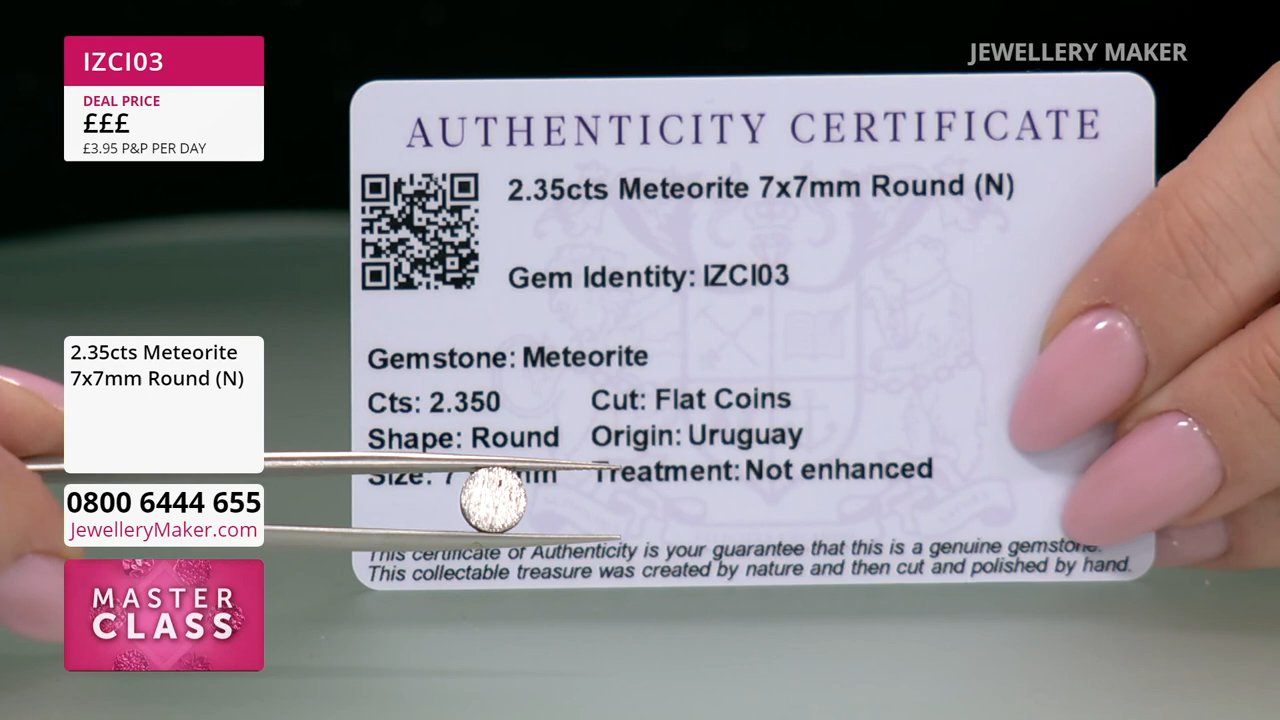 IZCI03
DEAL PRICE
£££
£3.95 P&P PER DAY
JEWELLERY MAKER
AUTHENTICITY CERTIFICATE
2.35cts Meteorite 7x7mm Round (N)
Gem Identity: IZCI03
Gemstone: Meteorite
Cts: 2.350 Cut: Flat Coins
Shape: Round Origin: Uruguay
Size: 7 mm Treatment: Not enhanced
This certificate of Authenticity is your guarantee that this is a genuine gemstone.
This collectable treasure was created by nature and then cut and polished by hand.
2.35cts Meteorite
7x7mm Round (N)
0800 6444 655
JewelleryMaker.com
MASTER
CLASS